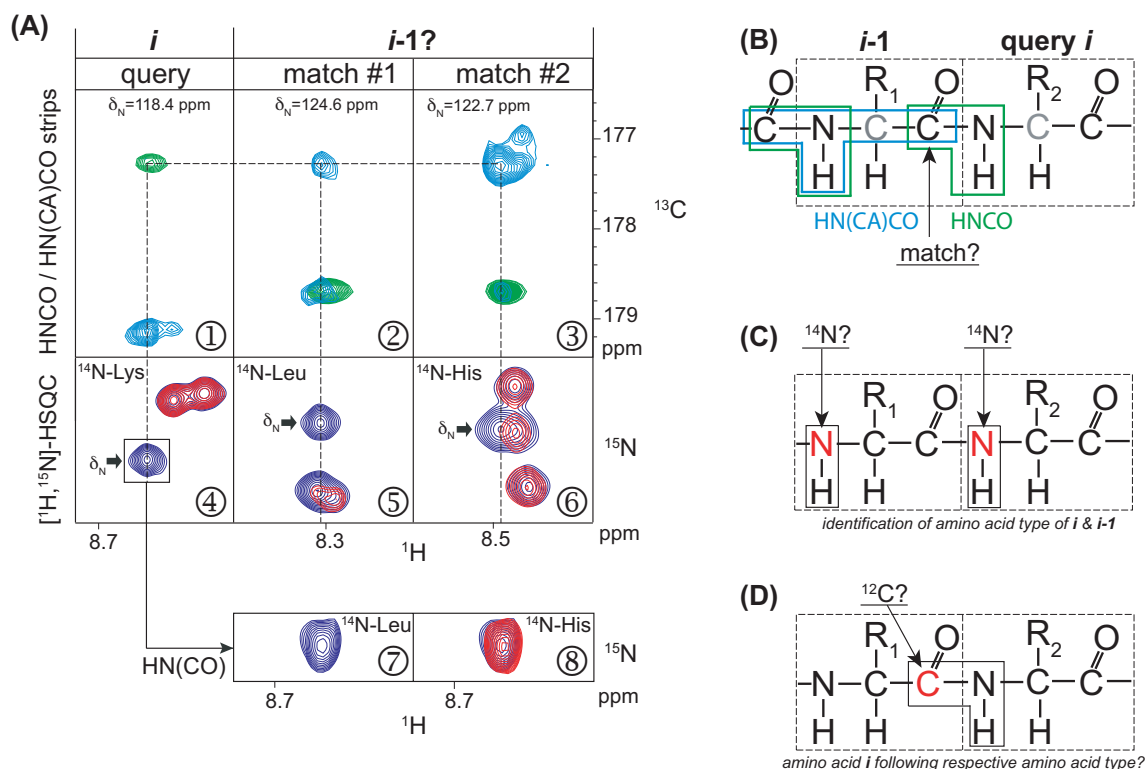 (A)
i
i-1?
query
match #1
match #2
δN=118.4 ppm
δN=124.6 ppm
δN=122.7 ppm
HNCO / HN(CA)CO strips
177
178
179
ppm
13C
①
②
③
[1H,15N]-HSQC
14N-Lys
14N-Leu
14N-His
δN
δN
δN
④
⑤
⑥
15N
ppm
8.7
8.3
8.5
1H
HN(CO)
14N-Leu
14N-His
⑦
⑧
15N
ppm
8.7
8.7
1H
(B)
i-1
query i
O
R1
O
R2
O
C
N
C
C
N
C
C
H
H
H
H
HN(CA)CO
HNCO
match?
(C)
14N?
14N?
R1
O
R2
O
N
C
C
N
C
C
H
H
H
H
identification of amino acid type of i & i-1
(D)
12C?
R1
O
R2
O
N
C
C
N
C
C
H
H
H
H
amino acid i following respective amino acid type?